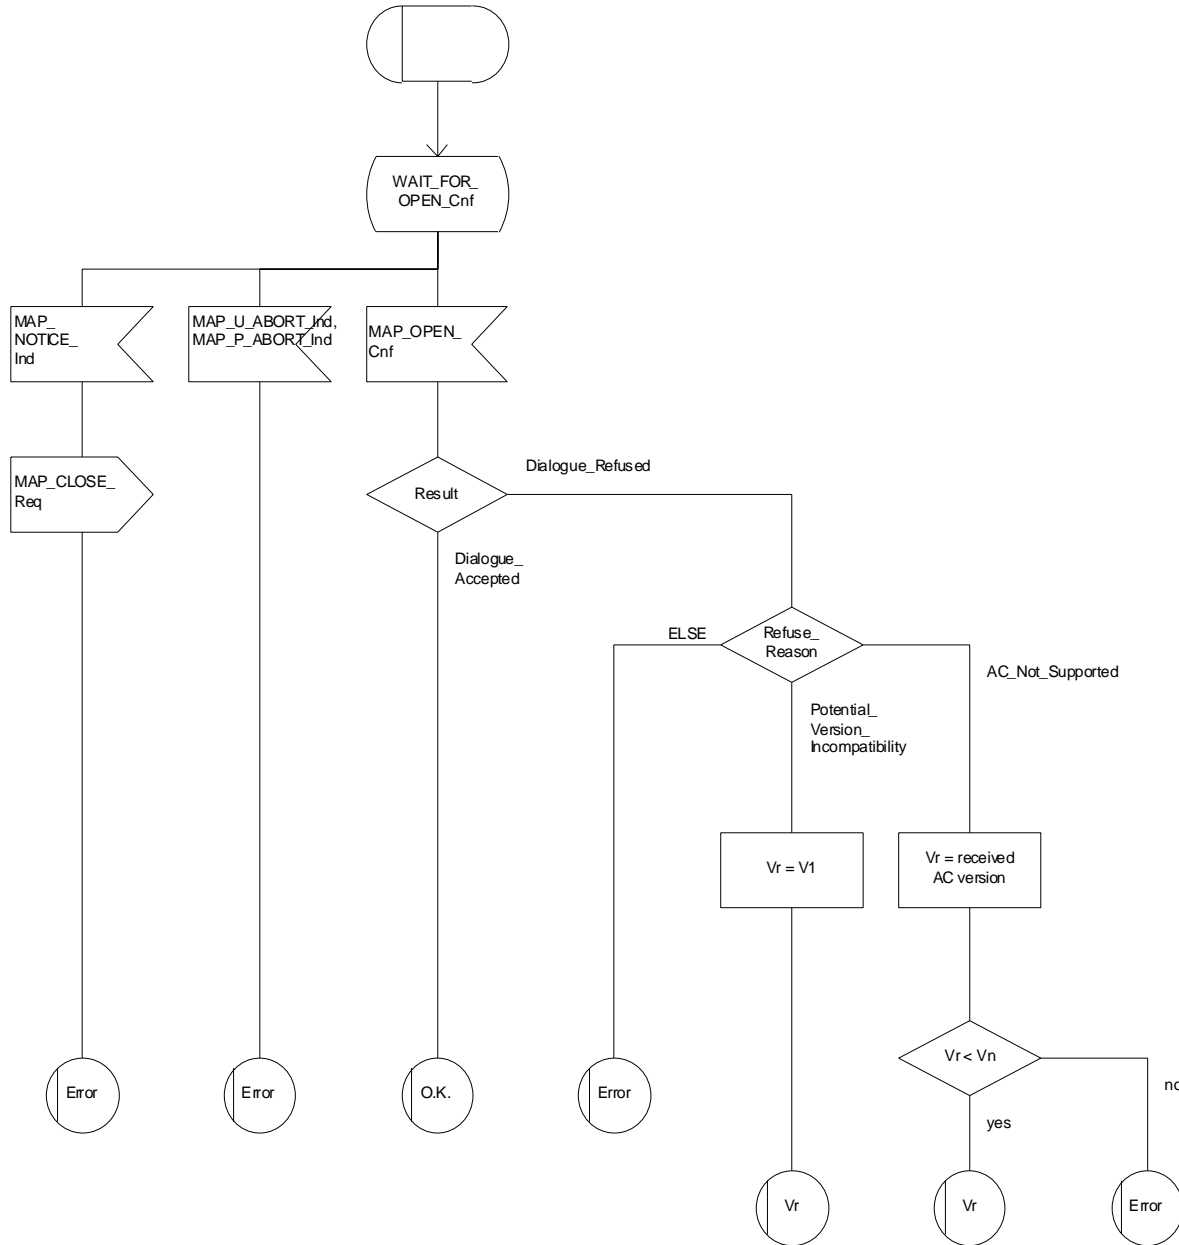 WAIT_FOR_
OPEN_Cnf
MAP_
NOTICE_
Ind
MAP_U_ABORT_Ind,
MAP_P_ABORT_Ind
MAP_OPEN_
Cnf
MAP_CLOSE_
Req
Result
Dialogue_Refused
Dialogue_
Accepted
ELSE
Refuse_
Reason
AC_Not_Supported
Potential_
Version_
Incompatibility
Vr = V1
Vr = received
AC version
Vr < Vn
no
yes
Error
Error
O.K.
Error
Vr
Vr
Error